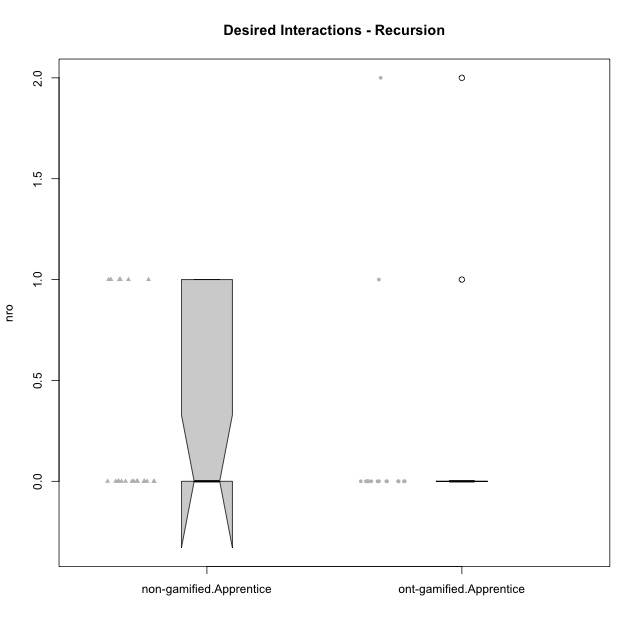 Desired Interactions - Recursion
2.0
1.5
1.0
0.5
0.0
nro
non-gamified.Apprentice
ont-gamified.Apprentice